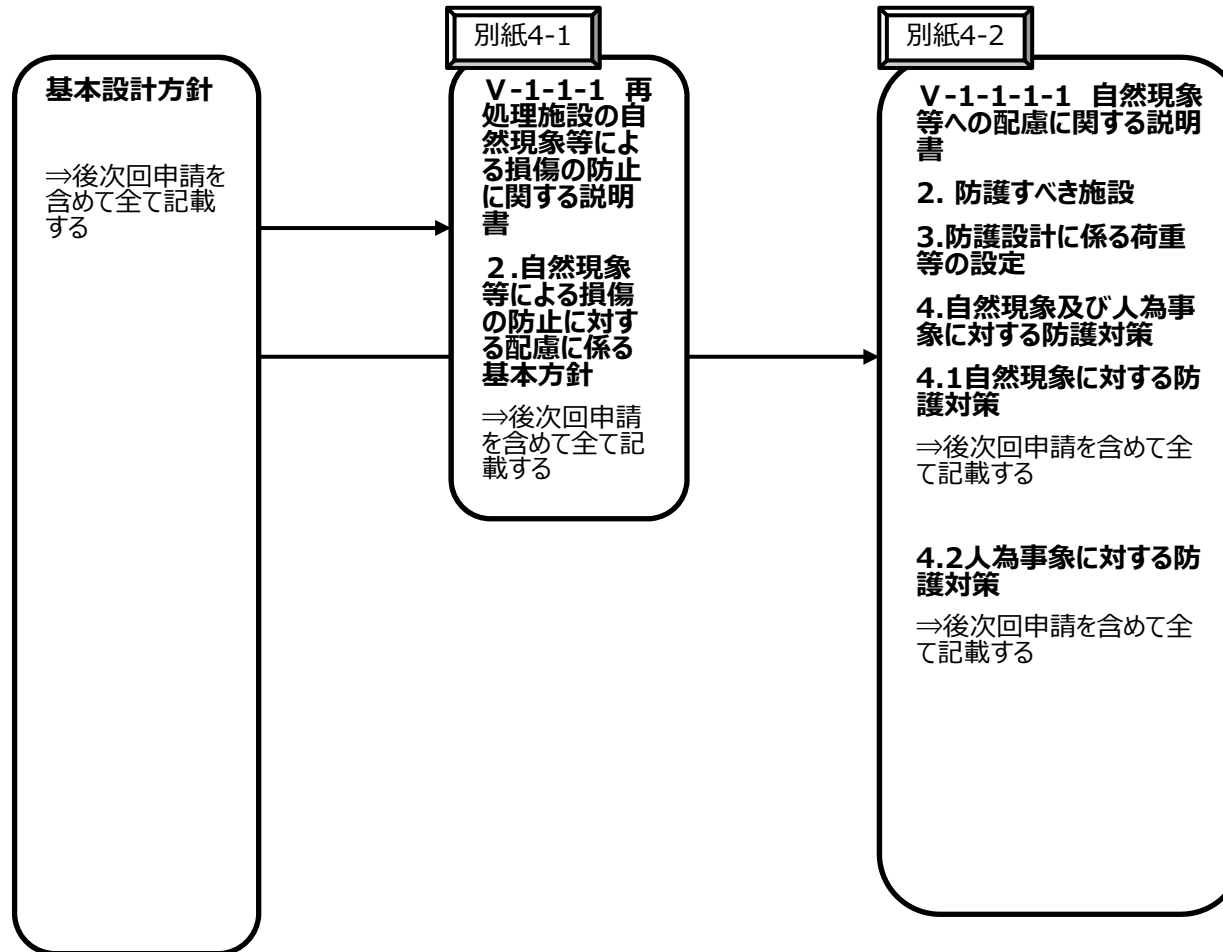 基本設計方針
⇒後次回申請を
含めて全て記載
する
別紙4-1
Ⅴ-1-1-1 再
処理施設の自
然現象等によ
る損傷の防止
に関する説明
書
２.自然現象
等による損傷
の防止に対す
る配慮に係る
基本方針
⇒後次回申請
を含めて全て記
載する
別紙4-2
Ⅴ-1-1-1-1 自然現象
等への配慮に関する説明
書
2. 防護すべき施設
3.防護設計に係る荷重
等の設定
4.自然現象及び人為事
象に対する防護対策
4.1自然現象に対する防
護対策
⇒後次回申請を含めて全
て記載する
4.2人為事象に対する防
護対策
⇒後次回申請を含めて全
て記載する